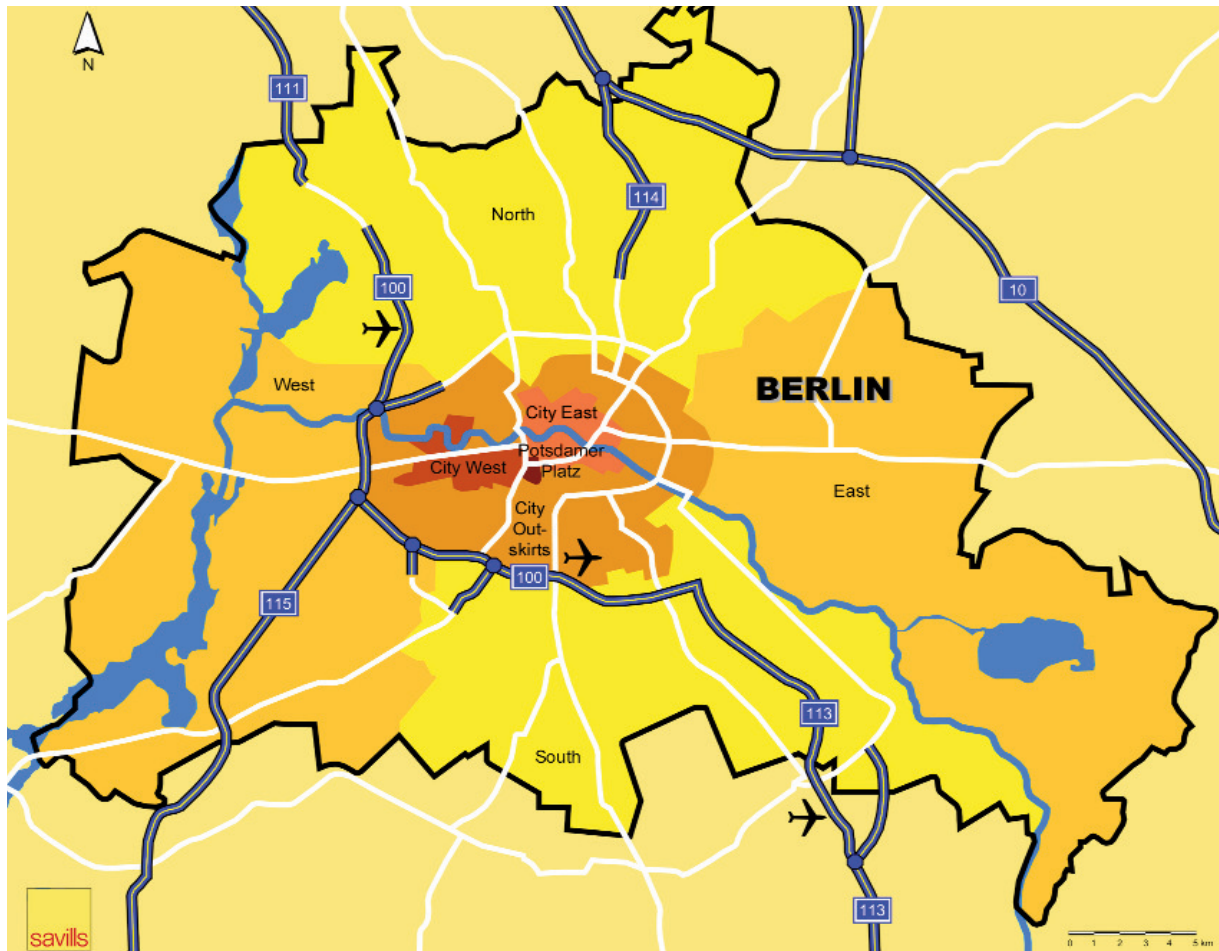 N
111
114
North
100
10
West
BERLIN
City East
Potsdamer
Platz
City West
East
City
Out-
skirts
100
115
113
South
113
savills
0 1 2 3 4 5 km